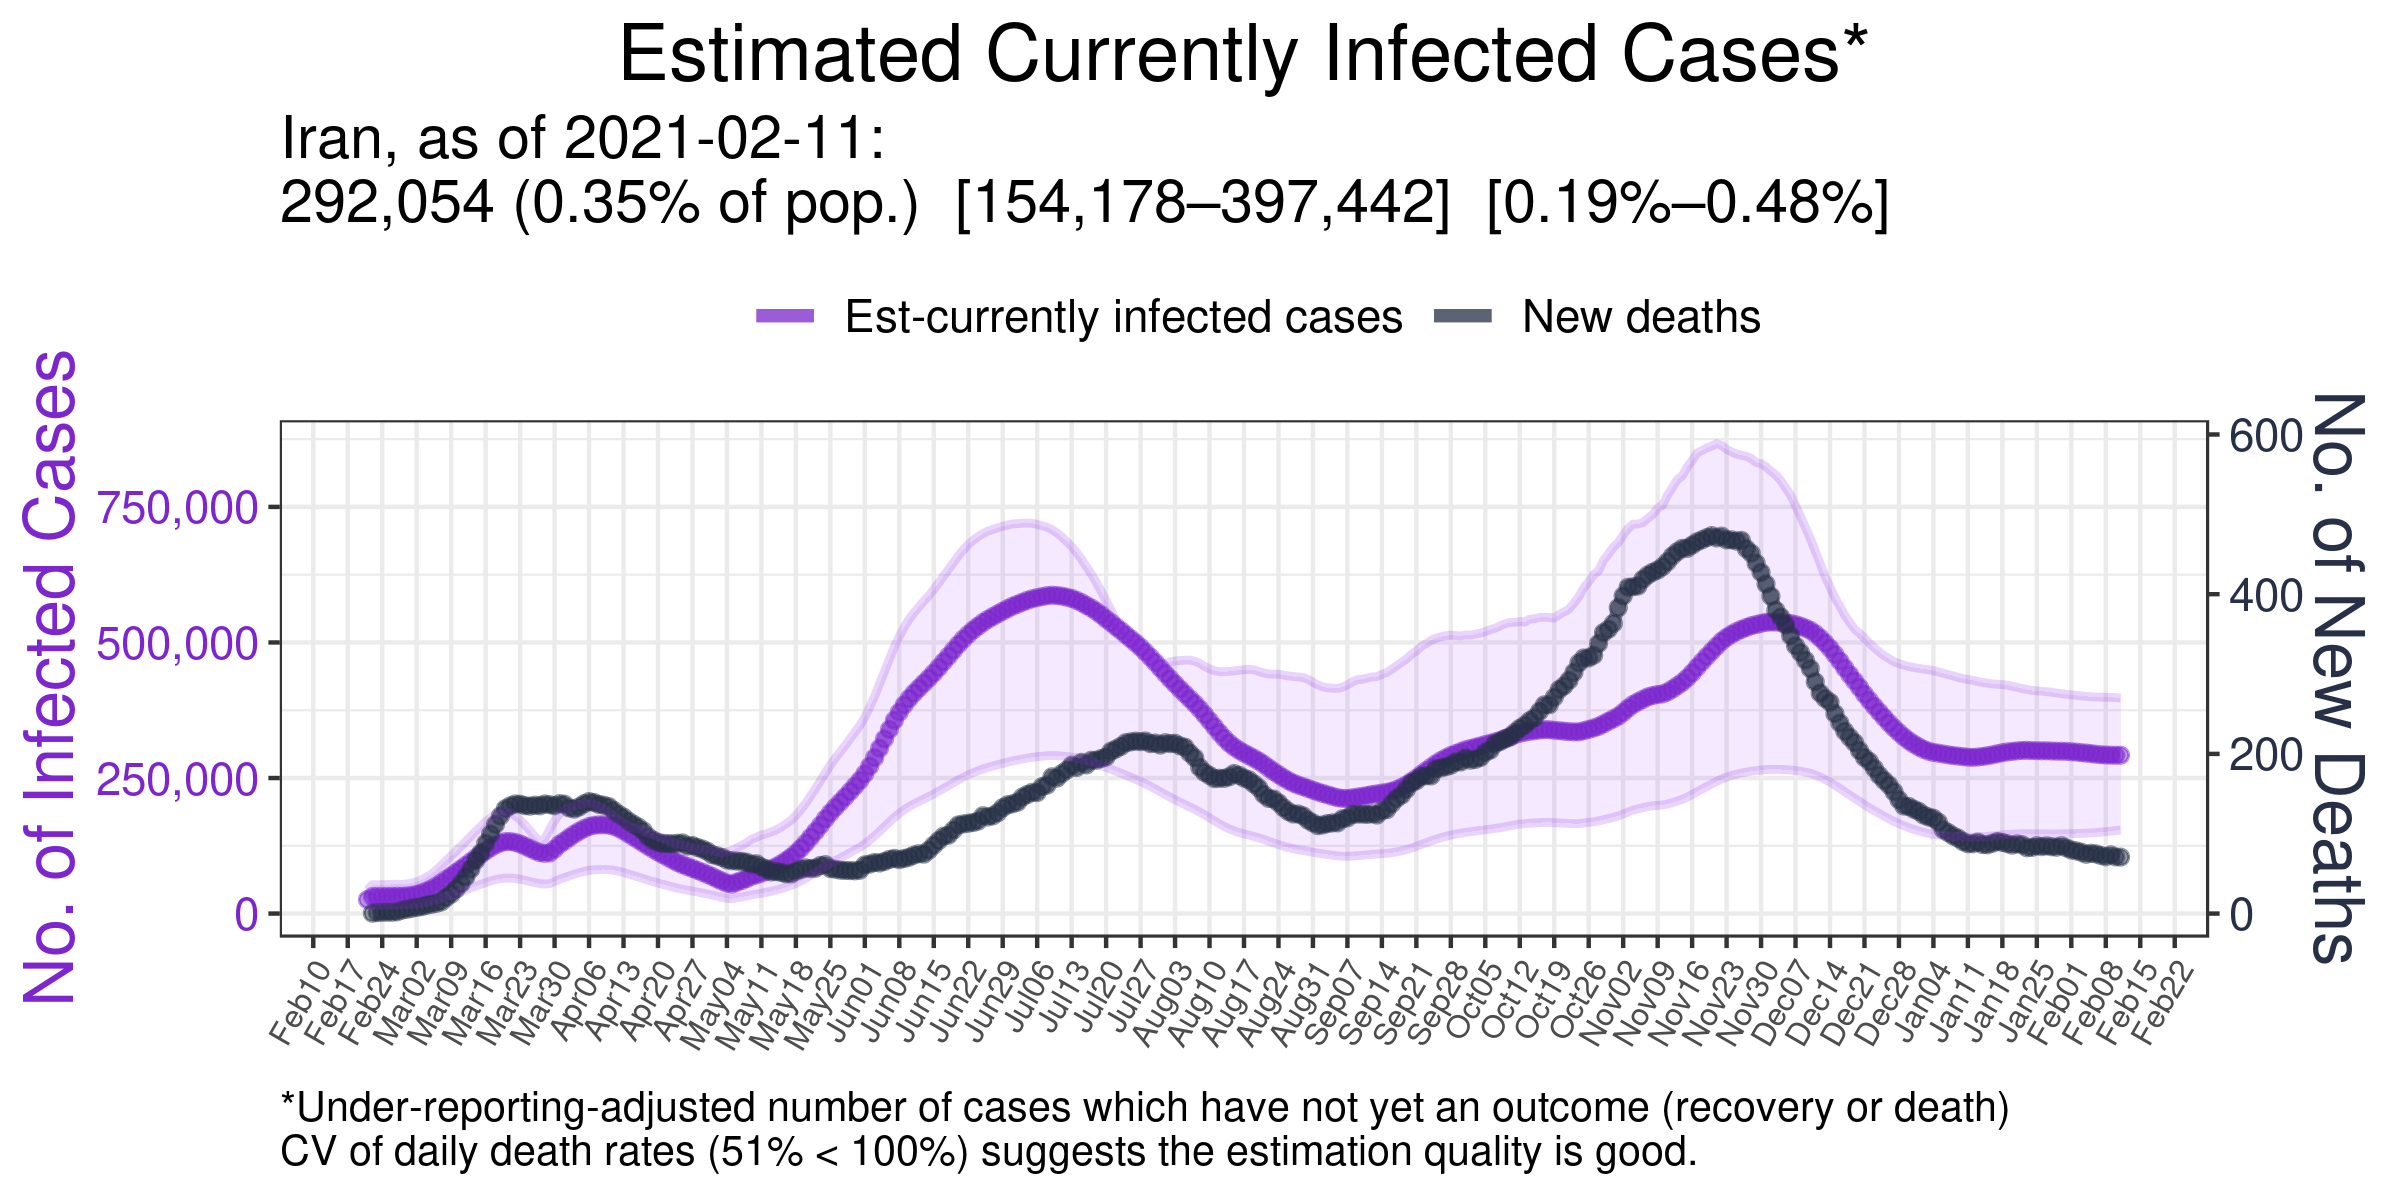 Estimated Currently Infected Cases*
Iran, as of 2021-02-11:
292,054 (0.35% of pop.) [154,178–397,442] [0.19%–0.48%]
Est-currently infected cases
New deaths
No. of Infected Cases
750,000
500,000
250,000
0
600
400
200
0
No. of New Deaths
Feb10
Feb17
Feb24
Mar02
Mar09
Mar16
Mar23
Mar30
Apr06
Apr13
Apr20
Apr27
May04
May11
May18
May25
Jun01
Jun08
Jun15
Jun22
Jun29
Jul06
Jul13
Jul20
Jul27
Aug03
Aug10
Aug17
Aug24
Aug31
Sep07
Sep14
Sep21
Sep28
Oct05
Oct12
Oct19
Oct26
Nov02
Nov09
Nov16
Nov23
Nov30
Dec07
Dec14
Dec21
Dec28
Jan04
Jan11
Jan18
Jan25
Feb01
Feb08
Feb15
Feb22
*Under-reporting-adjusted number of cases which have not yet an outcome (recovery or death)
CV of daily death rates (51% < 100%) suggests the estimation quality is good.